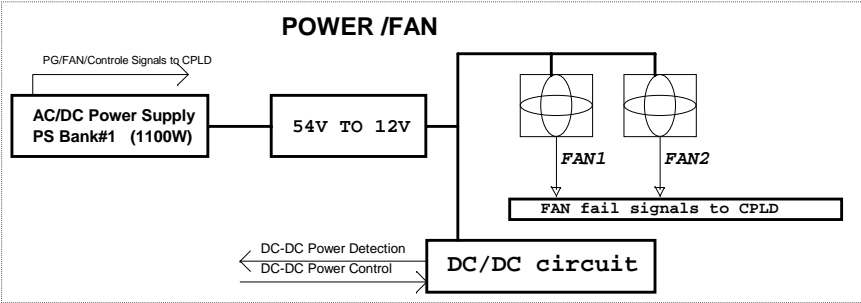 POWER /FAN
PG/FAN/Controle Signals to CPLD
AC/DC Power Supply
PS Bank#1 (1100W)
54V TO 12V
FAN1
FAN2
FAN fail signals to CPLD
DC-DC Power Detection
DC-DC Power Control
DC/DC circuit